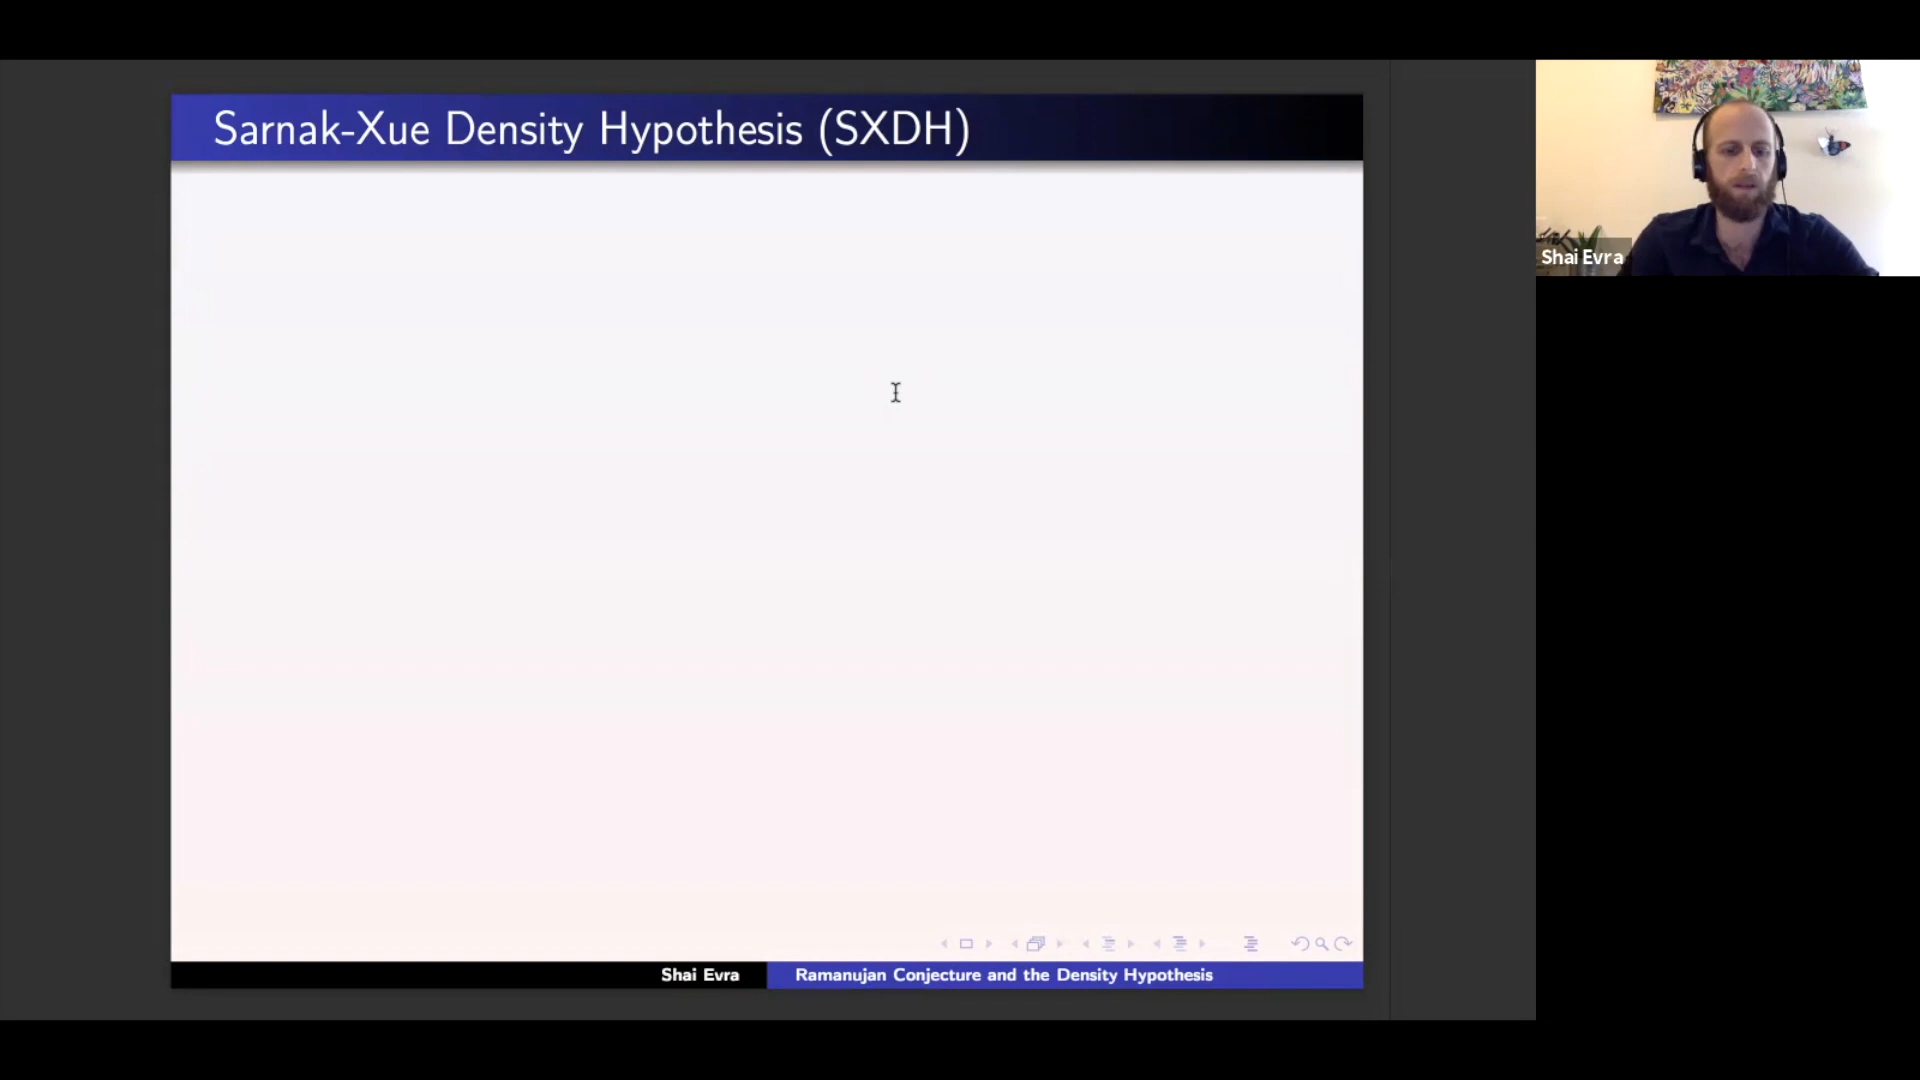 Sarnak-Xue Density Hypothesis (SXDH)
Shai Evra
Shai Evra
Ramanujan Conjecture and the Density Hypothesis